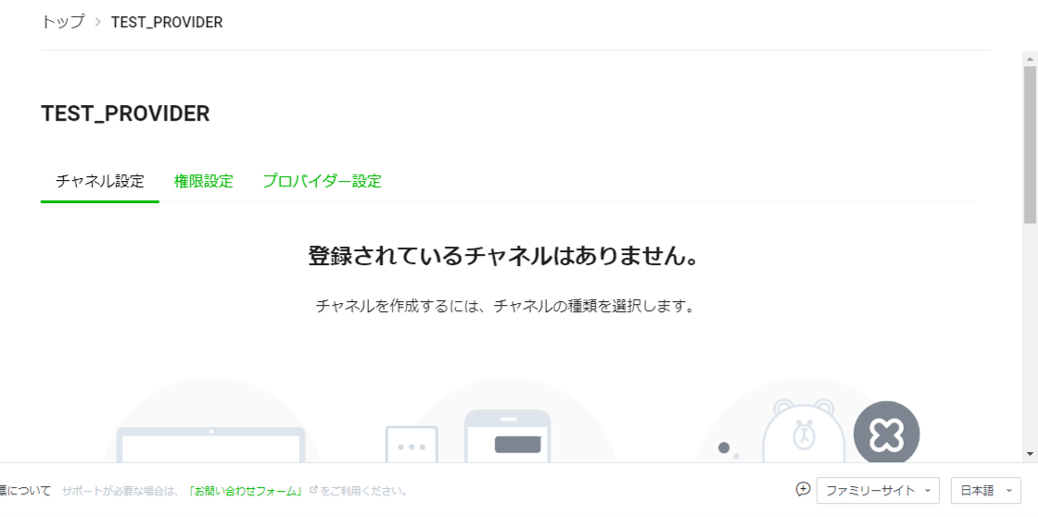 トップ > TEST_PROVIDER
TEST_PROVIDER
チャネル設定 権限設定 プロバイダー設定
登録されているチャネルはありません。
チャネルを作成するには、チャネルの種類を選択します。
について サポートが必要な場合は、「お問い合わせフォーム」をご利用ください。 ファミリーサイト 日本語